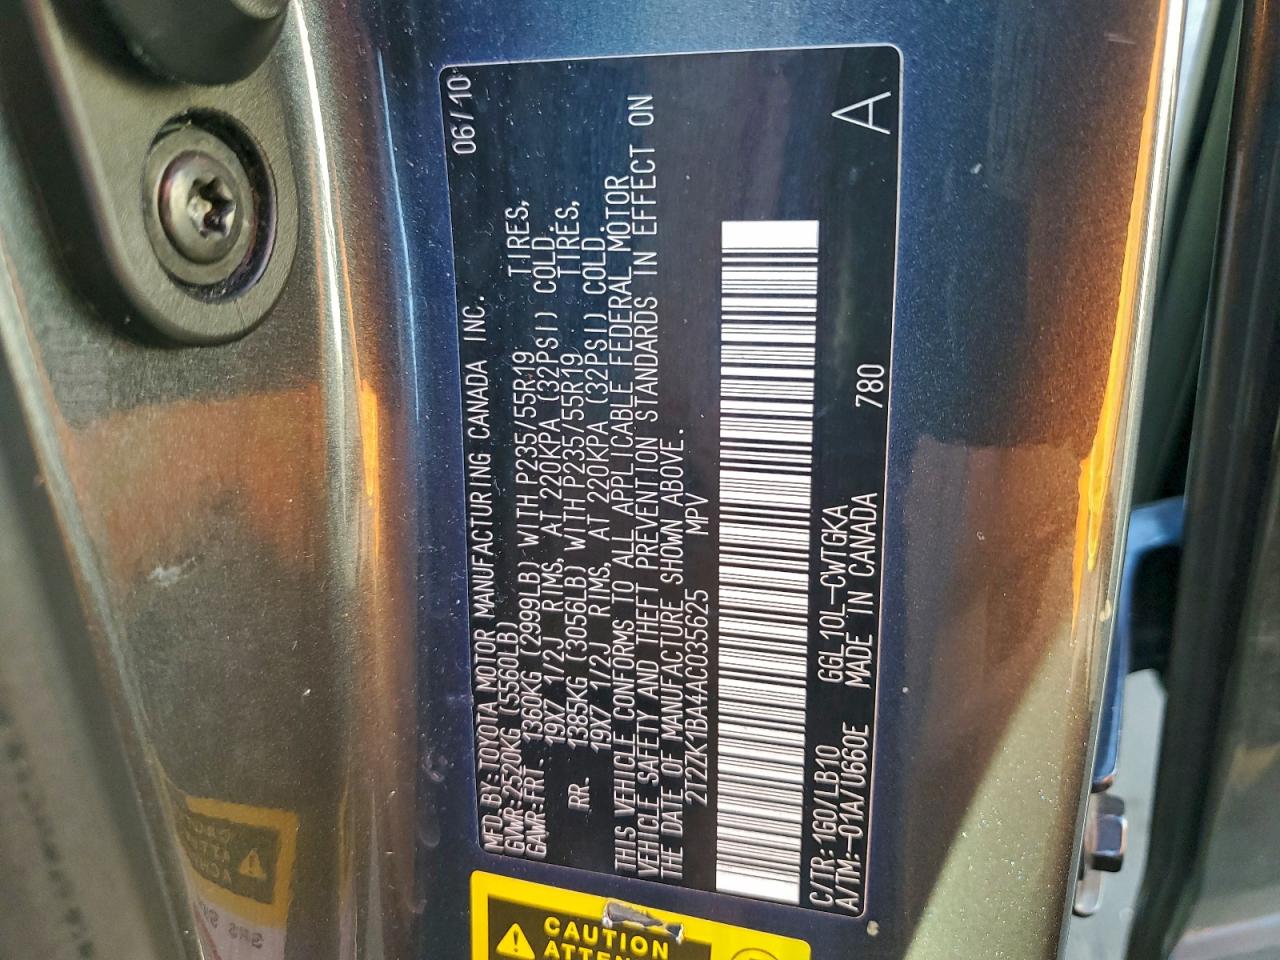 06/10
MFD. BY: TOYOTA MOTOR MANUFACTURING CANADA INC.
GVWR:2520KG (5560LB)
GAWR:FRT. 1360KG (2999LB) WITH P235/55R19 TIRES,
19X7 1/2J RIMS, AT 220KPA (32PSI) COLD
RR. 1385KG (3056LB) WITH P235/55R19 TIRES,
19X7 1/2J RIMS, AT 220KPA (32PSI) COLD.
THIS VEHICLE CONFORMS TO ALL APPLICABLE FEDERAL MOTOR
VEHICLE SAFETY AND THEFT PREVENTION STANDARDS IN EFFECT ON
THE DATE OF MANUFACTURE SHOWN ABOVE.
2T2ZK1BA4AC035625 MPV
C/TR:1G0/LB10 GGL10L-CWTGKA
A/TM:-01A/U660E MADE IN CANADA 780 A
CAUTION